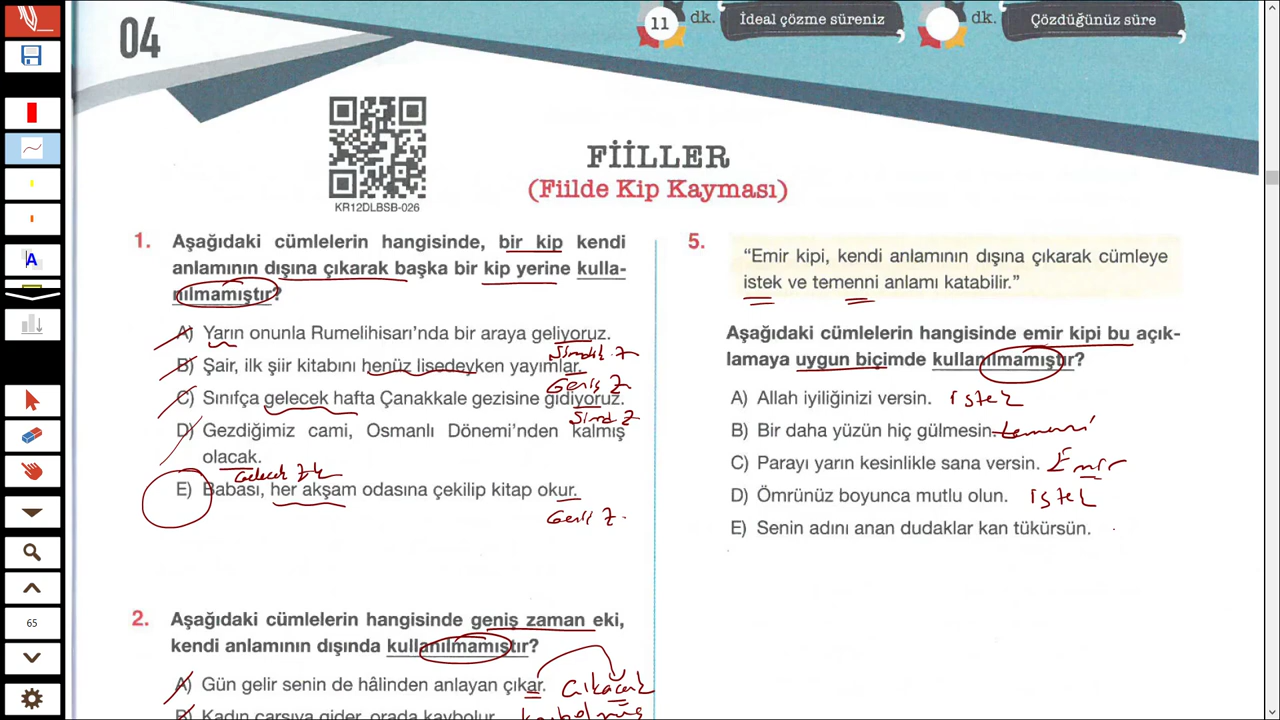 04
11 dk. İdeal çözme süreniz
dk. Çözdüğünüz süre
KR12DLBSB-026
FİİLLER
(Fiilde Kip Kayması)
1. Aşağıdaki cümlelerin hangisinde, bir kip kendi
anlamının dışına çıkarak başka bir kip yerine kulla-
nılmamıştır?
A) Yarın onunla Rumelihisarı'nda bir araya geliyoruz.
B) Şair, ilk şiir kitabını henüz lisedeyken yayımlar.
Geniş Z
C) Sınıfça gelecek hafta Çanakkale gezisine gidiyoruz.
Şimd Z
D) Gezdiğimiz cami, Osmanlı Dönemi'nden kalmış
olacak.
E) Babası, her akşam odasına çekilip kitap okur.
2. Aşağıdaki cümlelerin hangisinde geniş zaman eki,
kendi anlamının dışında kullanılmamıştır?
A) Gün gelir senin de hâlinden anlayan çıkar. çıkacak
B) Kadın çarşıya gider, orada kaybolur. kaybolmuş
5. "Emir kipi, kendi anlamının dışına çıkarak cümleye
istek ve temenni anlamı katabilir."
Aşağıdaki cümlelerin hangisinde emir kipi bu açık-
lamaya uygun biçimde kullanılmamıştır?
A) Allah iyiliğinizi versin. istek
B) Bir daha yüzün hiç gülmesin. temenni
C) Parayı yarın kesinlikle sana versin. Emir
D) Ömrünüz boyunca mutlu olun. istek
E) Senin adını anan dudaklar kan tükürsün.
A
65